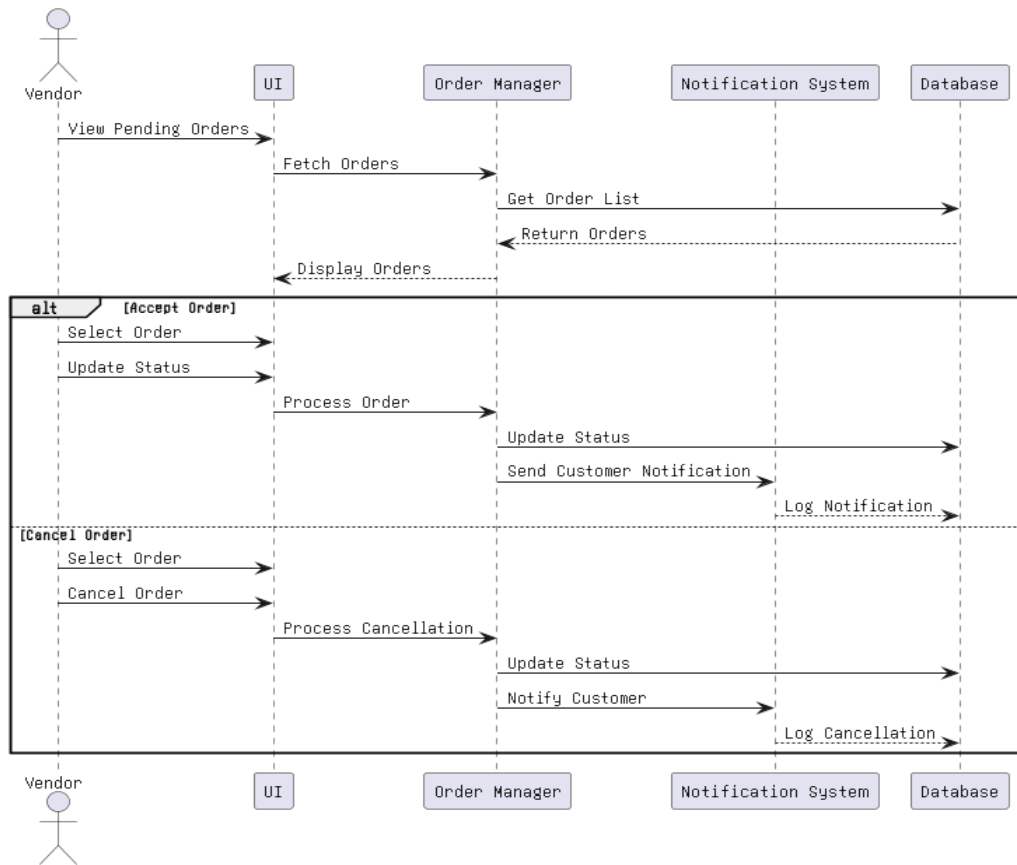 Vendor
UI
Order Manager
Notification System
Database
View Pending Orders
Fetch Orders
Get Order List
Return Orders
Display Orders
alt [Accept Order]
Select Order
Update Status
Process Order
Update Status
Send Customer Notification
Log Notification
[Cancel Order]
Select Order
Cancel Order
Process Cancellation
Update Status
Notify Customer
Log Cancellation
Vendor
UI
Order Manager
Notification System
Database